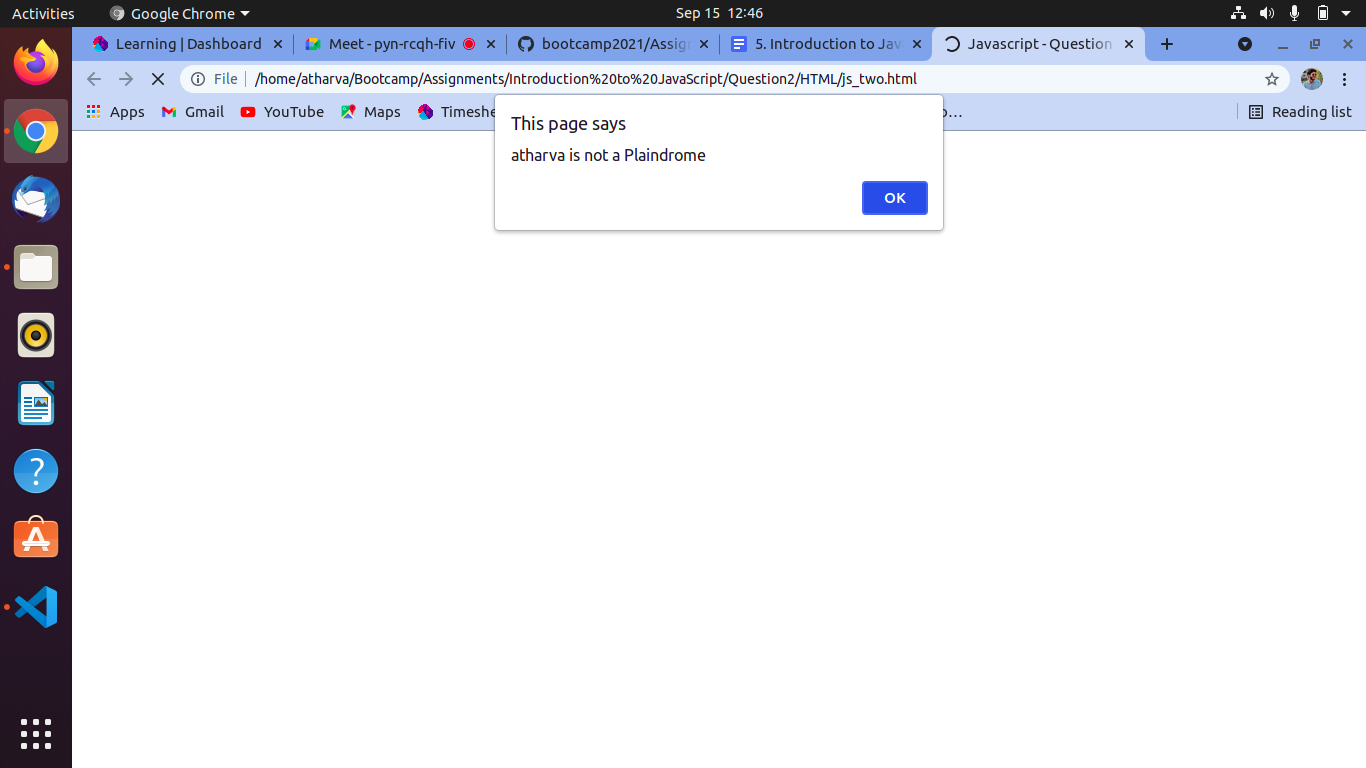 Activities Google Chrome Sep 15 12:46
Learning | Dashboard Meet - pyn-rcqh-fiv bootcamp2021/Assig 5. Introduction to Jav Javascript - Question
File /home/atharva/Bootcamp/Assignments/Introduction%20to%20JavaScript/Question2/HTML/js_two.html
Apps Gmail YouTube Maps Timeshe Reading list
This page says
atharva is not a Plaindrome
OK